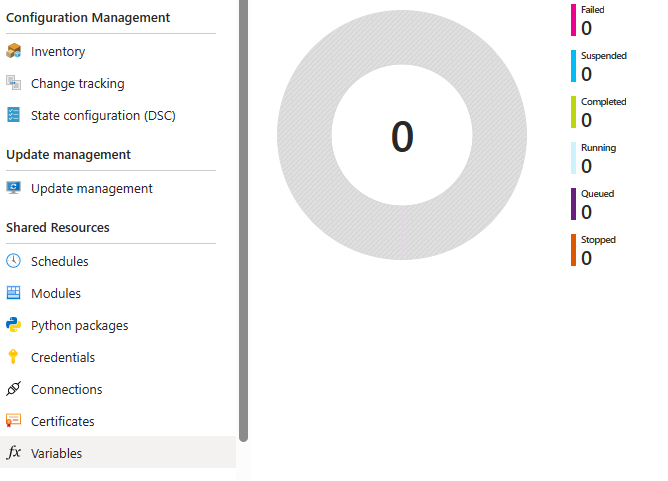 Configuration Management
Inventory
Change tracking
State configuration (DSC)
Update management
Update management
Shared Resources
Schedules
Modules
Python packages
Credentials
Connections
Certificates
fx Variables
0
Failed
0
Suspended
0
Completed
0
Running
0
Queued
0
Stopped
0